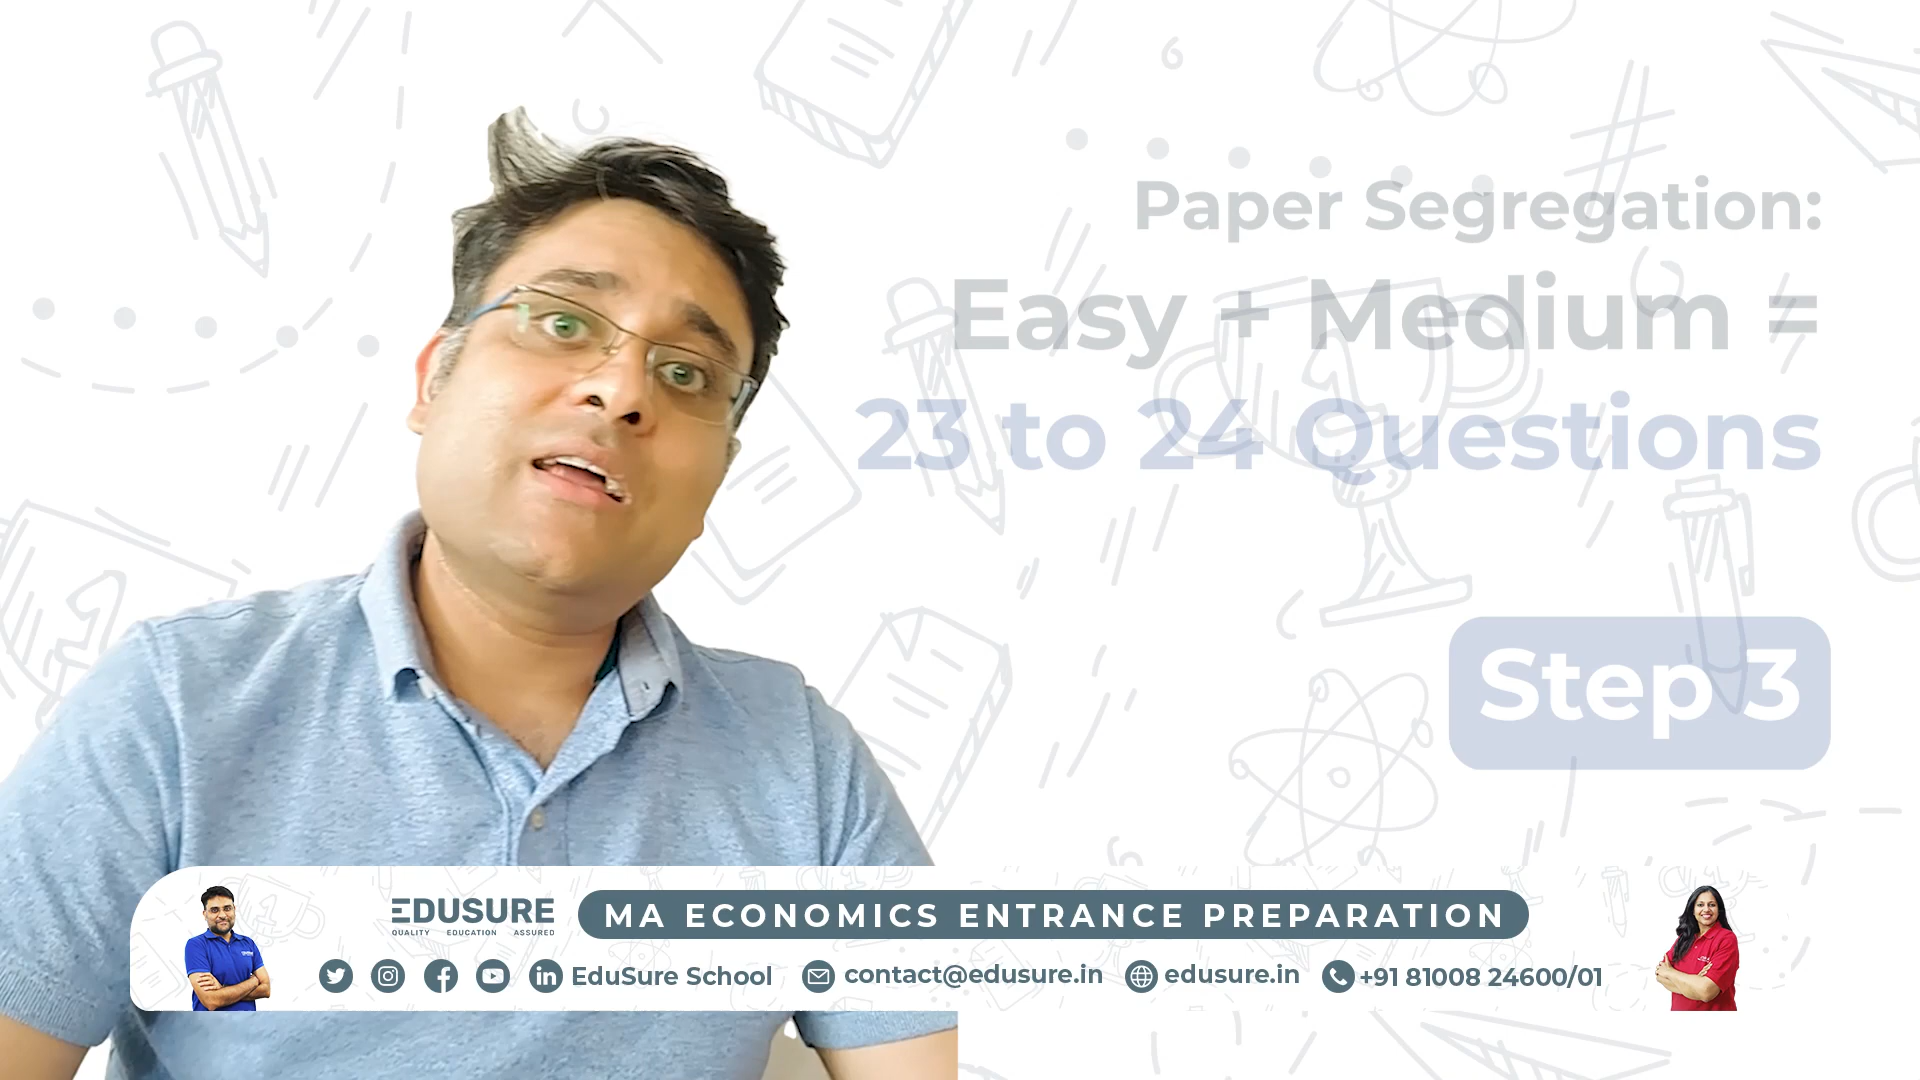 Paper Segregation:
Easy + Medium =
23 to 24 Questions
Step 3
EDUSURE
QUALITY EDUCATION ASSURED
MA ECONOMICS ENTRANCE PREPARATION
EduSure School
contact@edusure.in
edusure.in
+91 81008 24600/01